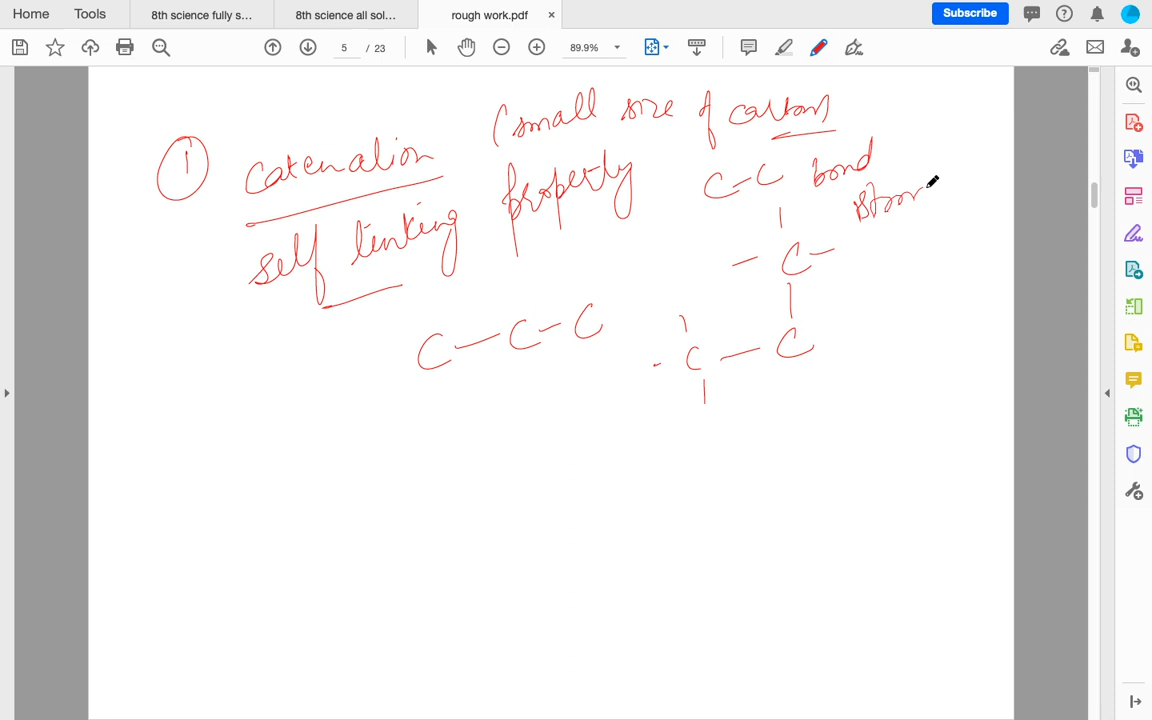 Home Tools 8th science fully s... 8th science all sol... rough work.pdf × Subscribe
5 / 23 89.9%
(small size of carbon)
1 catenation property C-C bond
self linking
C
C - C - C C - C